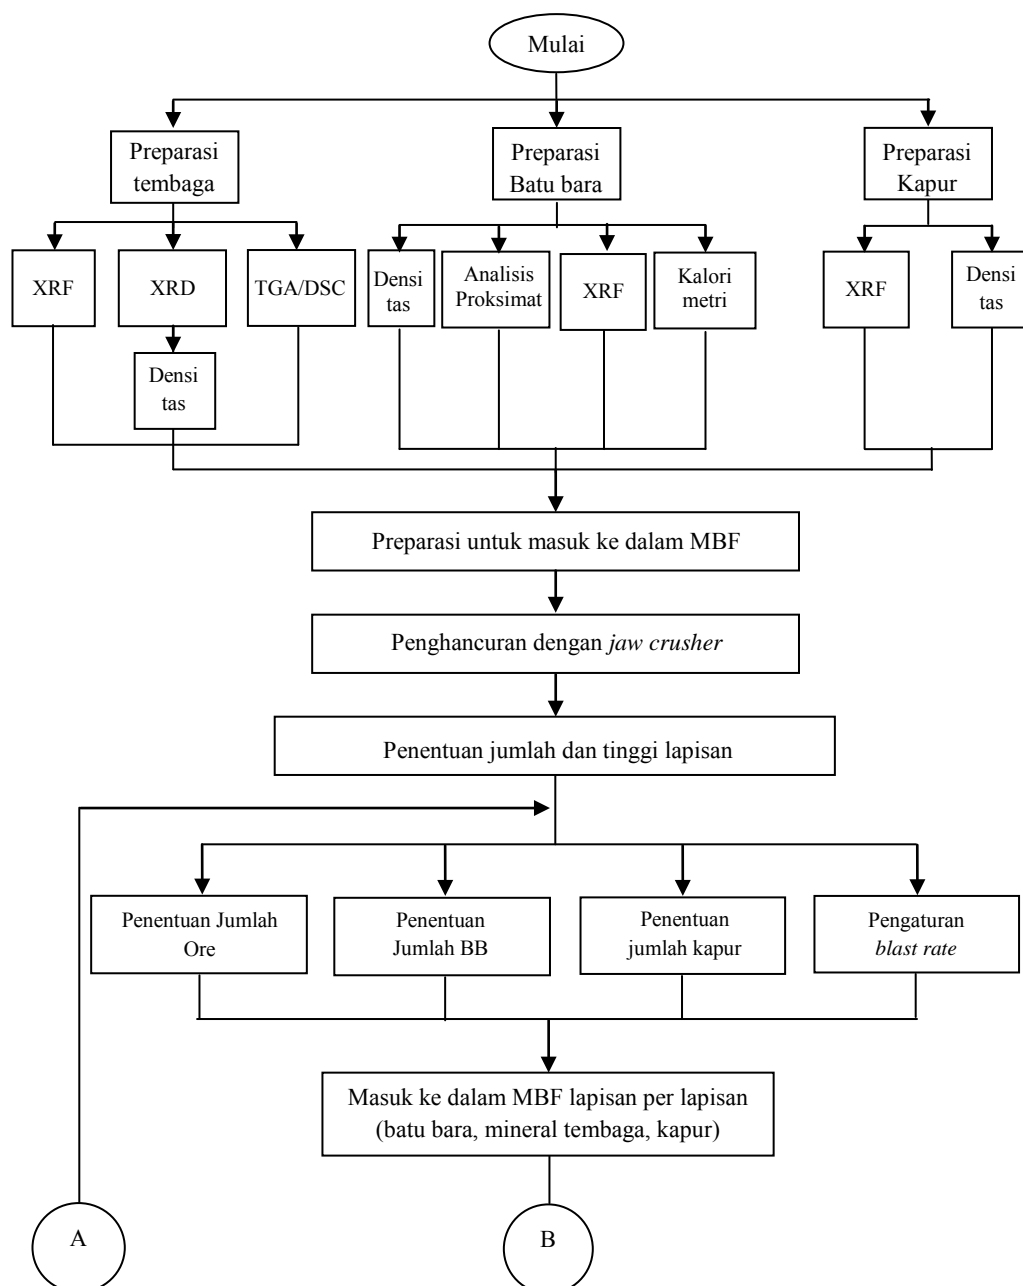 Mulai
Preparasi
tembaga
Preparasi
Batu bara
Preparasi
Kapur
XRF
XRD
TGA/DSC
Densi
tas
Analisis
Proksimat
XRF
Kalori
metri
XRF
Densi
tas
Densi
tas
Preparasi untuk masuk ke dalam MBF
Penghancuran dengan jaw crusher
Penentuan jumlah dan tinggi lapisan
Penentuan Jumlah
Ore
Penentuan
Jumlah BB
Penentuan
jumlah kapur
Pengaturan
blast rate
Masuk ke dalam MBF lapisan per lapisan
(batu bara, mineral tembaga, kapur)
A
B